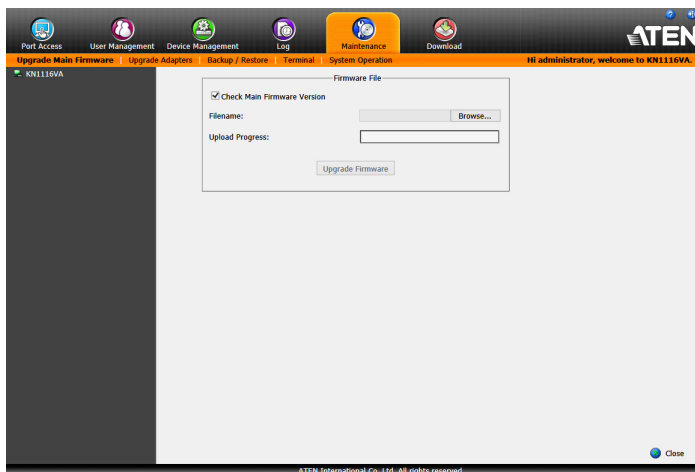 ATEN
Port Access
User Management
Device Management
Log
Maintenance
Download
Upgrade Main Firmware
Upgrade Adapters
Backup / Restore
Terminal
System Operation
Hi administrator, welcome to KN1116VA.
KN1116VA
Firmware File
Check Main Firmware Version
Filename:
Browse...
Upload Progress:
Upgrade Firmware
Close
ATEN International Co., Ltd. All rights reserved.